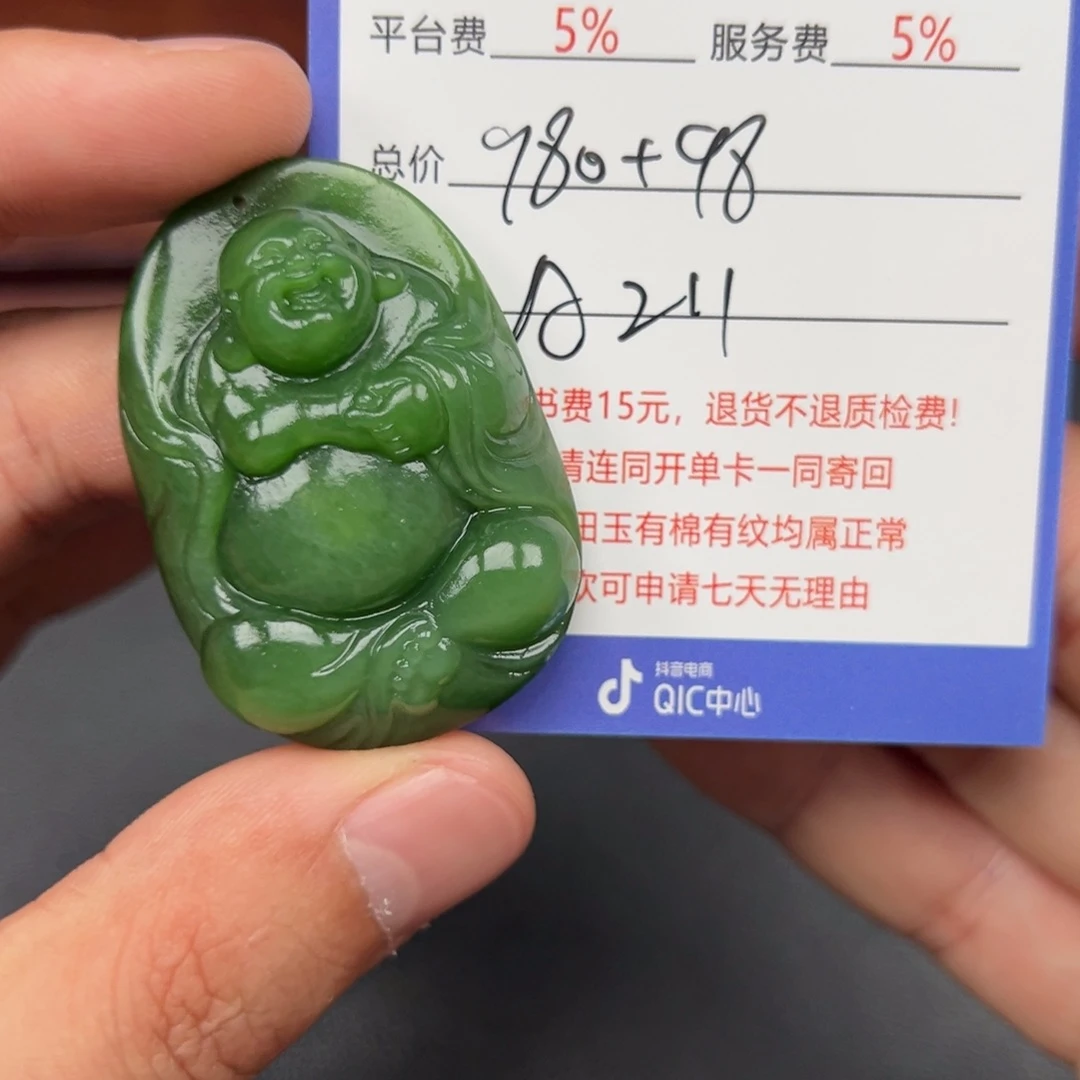 平台费 5% 服务费 5%
总价 980+98
A211
书费15元，退货不退质检费!
请连同开单卡一同寄回
田玉有棉有纹均属正常
欢可申请七天无理由
抖音电商
QIC中心